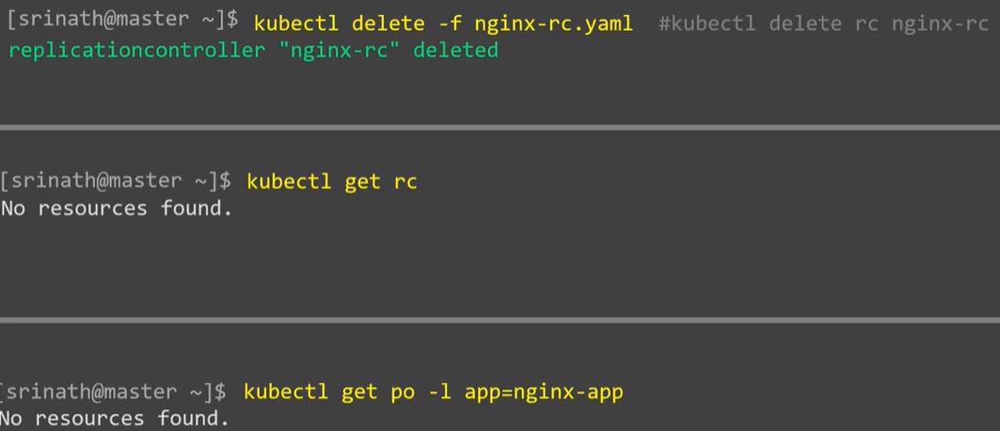 [srinath@master ~]$ kubectl delete -f nginx-rc.yaml #kubectl delete rc nginx-rc
replicationcontroller "nginx-rc" deleted
[srinath@master ~]$ kubectl get rc
No resources found.
[srinath@master ~]$ kubectl get po -l app=nginx-app
No resources found.